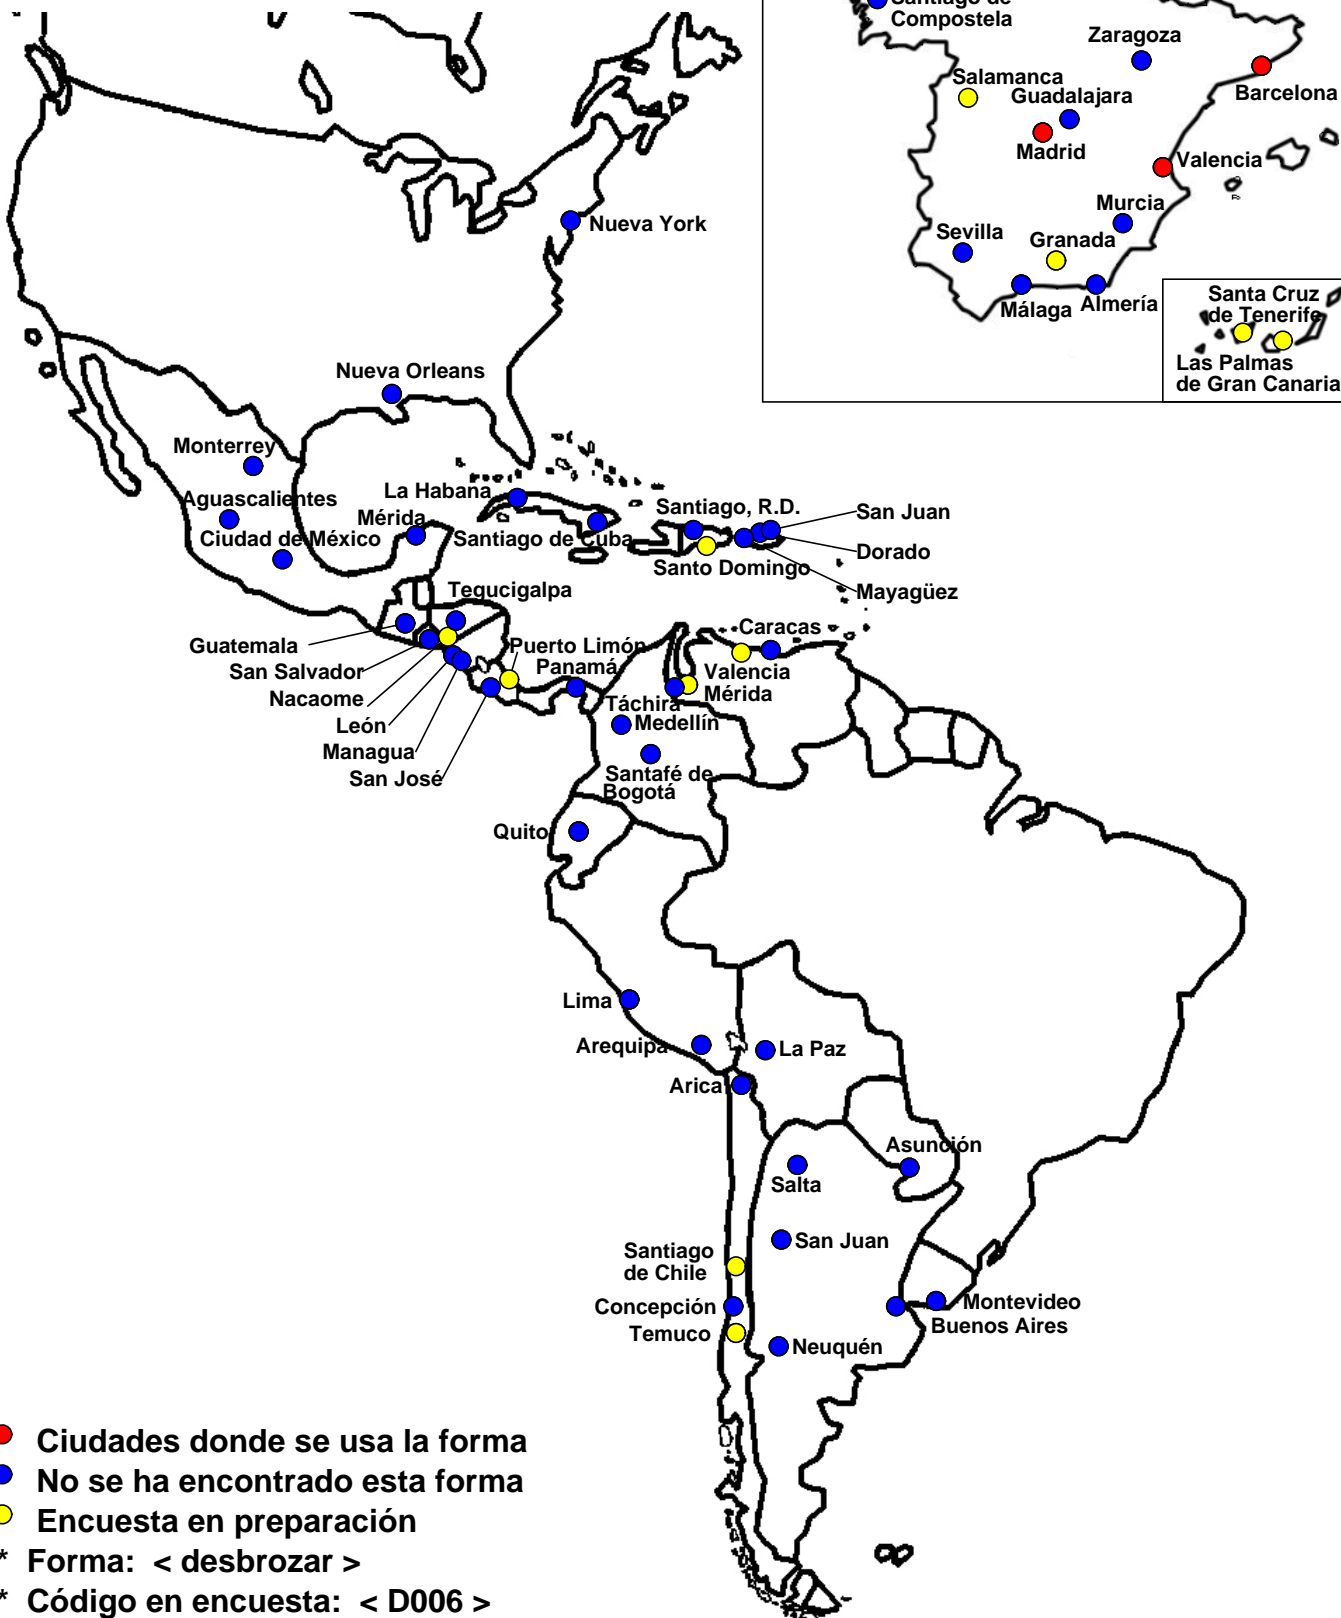 Santiago de
Compostela
Zaragoza
Barcelona
Salamanca
Guadalajara
Madrid
Valencia
Murcia
Sevilla
Granada
Málaga
Almería
Santa Cruz
de Tenerife
Las Palmas
de Gran Canaria
Nueva York
Nueva Orleans
Monterrey
Aguascalientes
Ciudad de México
Mérida
La Habana
Santiago de Cuba
Santiago, R.D.
Santo Domingo
San Juan
Dorado
Mayagüez
Tegucigalpa
Guatemala
San Salvador
Nacaome
León
Managua
San José
Puerto Limón
Panamá
Caracas
Valencia
Mérida
Táchira
Medellín
Santafé de
Bogotá
Quito
Lima
Arequipa
La Paz
Arica
Asunción
Salta
San Juan
Santiago
de Chile
Concepción
Temuco
Neuquén
Montevideo
Buenos Aires
Ciudades donde se usa la forma
No se ha encontrado esta forma
Encuesta en preparación
* Forma: < desbrozar >
* Código en encuesta: < D006 >